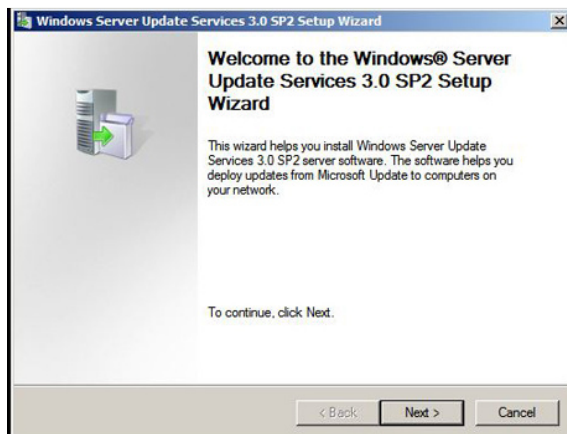 Windows Server Update Services 3.0 SP2 Setup Wizard
Welcome to the Windows® Server
Update Services 3.0 SP2 Setup
Wizard
This wizard helps you install Windows Server Update
Services 3.0 SP2 server software. The software helps you
deploy updates from Microsoft Update to computers on
your network.
To continue, click Next.
< Back
Next >
Cancel